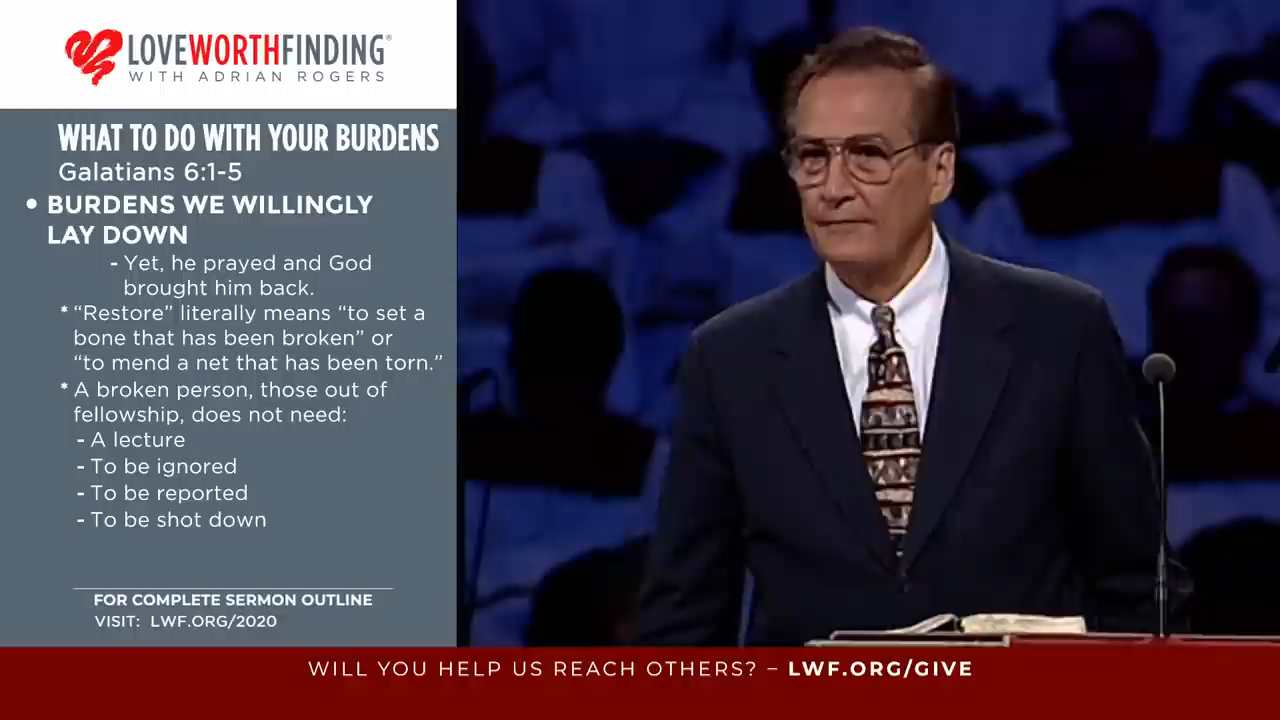 LOVEWORTHFINDING®
WITH ADRIAN ROGERS
WHAT TO DO WITH YOUR BURDENS
Galatians 6:1-5
• BURDENS WE WILLINGLY
LAY DOWN
- Yet, he prayed and God
brought him back.
* “Restore” literally means “to set a
bone that has been broken” or
“to mend a net that has been torn.”
* A broken person, those out of
fellowship, does not need:
- A lecture
- To be ignored
- To be reported
- To be shot down
FOR COMPLETE SERMON OUTLINE
VISIT: LWF.ORG/2020
WILL YOU HELP US REACH OTHERS? – LWF.ORG/GIVE